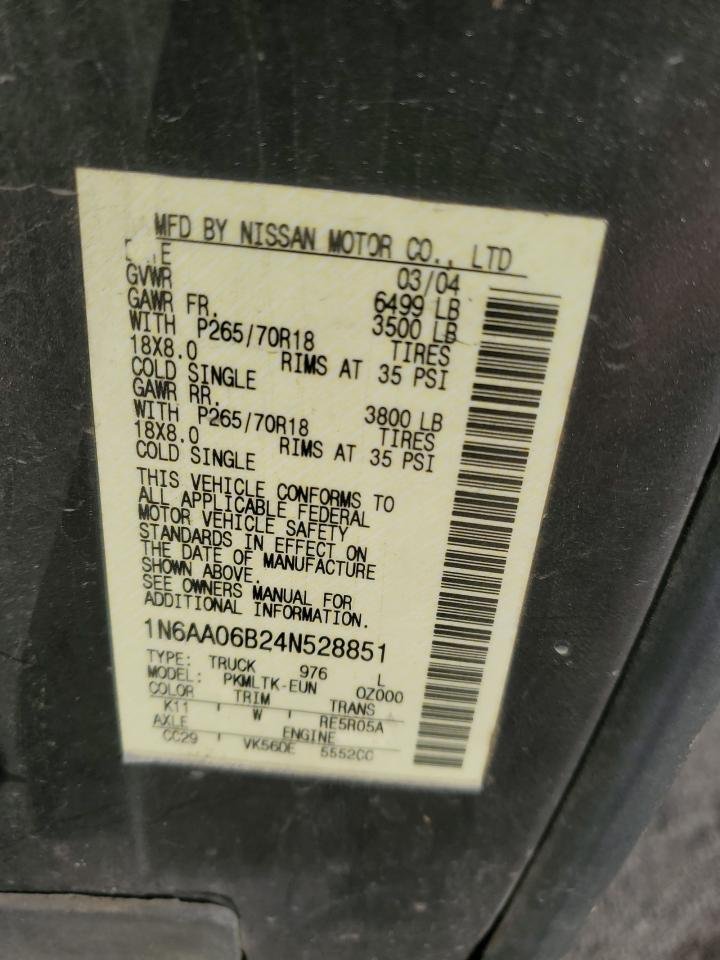 MFD BY NISSAN MOTOR CO., LTD
03/04
GVWR 6499 LB
GAWR FR. 3500 LB
WITH P265/70R18 TIRES
18X8.0 RIMS AT 35 PSI
COLD SINGLE
GAWR RR. 3800 LB
WITH P265/70R18 TIRES
18X8.0 RIMS AT 35 PSI
COLD SINGLE
THIS VEHICLE CONFORMS TO
ALL APPLICABLE FEDERAL
MOTOR VEHICLE SAFETY
STANDARDS IN EFFECT ON
THE DATE OF MANUFACTURE
SHOWN ABOVE.
SEE OWNERS MANUAL FOR
ADDITIONAL INFORMATION.
1N6AA06B24N528851
TYPE: TRUCK 976 L
MODEL: PKMLTK-EUN 0Z000
COLOR TRIM TRANS
K11 W RE5R05A
AXLE ENGINE
CC29 VK56DE 5552CC